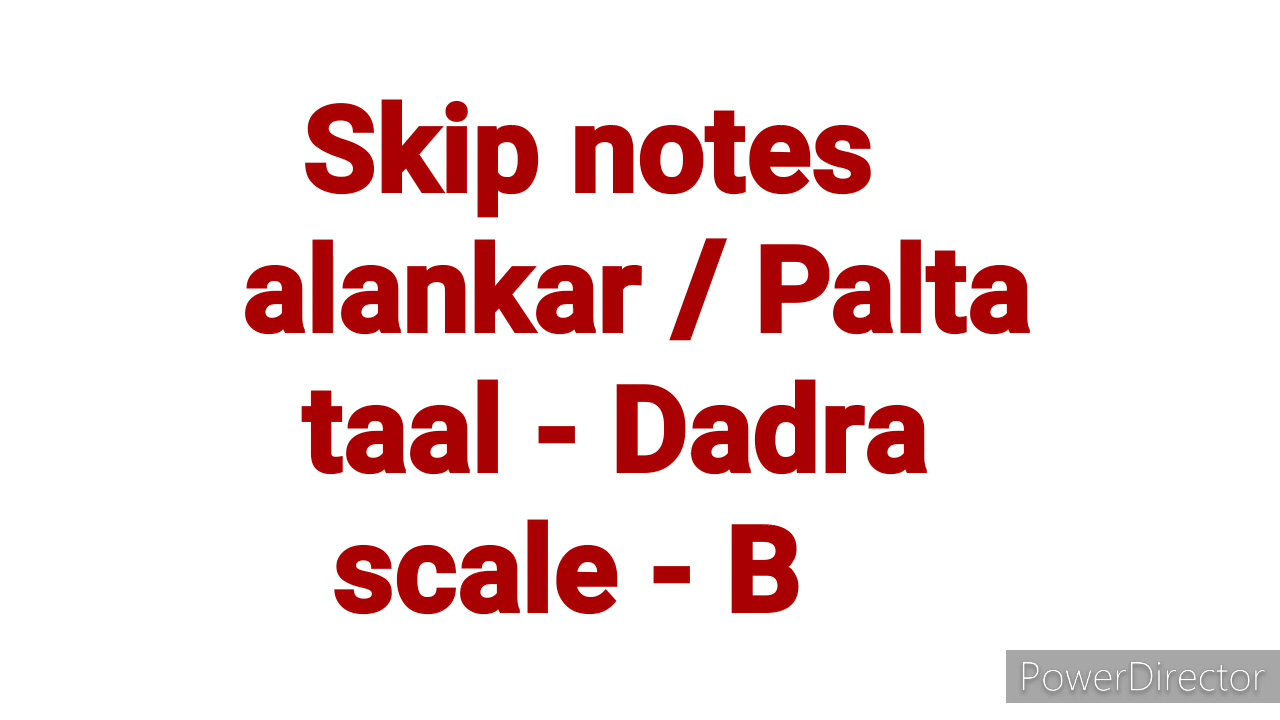 Skip notes
alankar / Palta
taal - Dadra
scale - B
PowerDirector